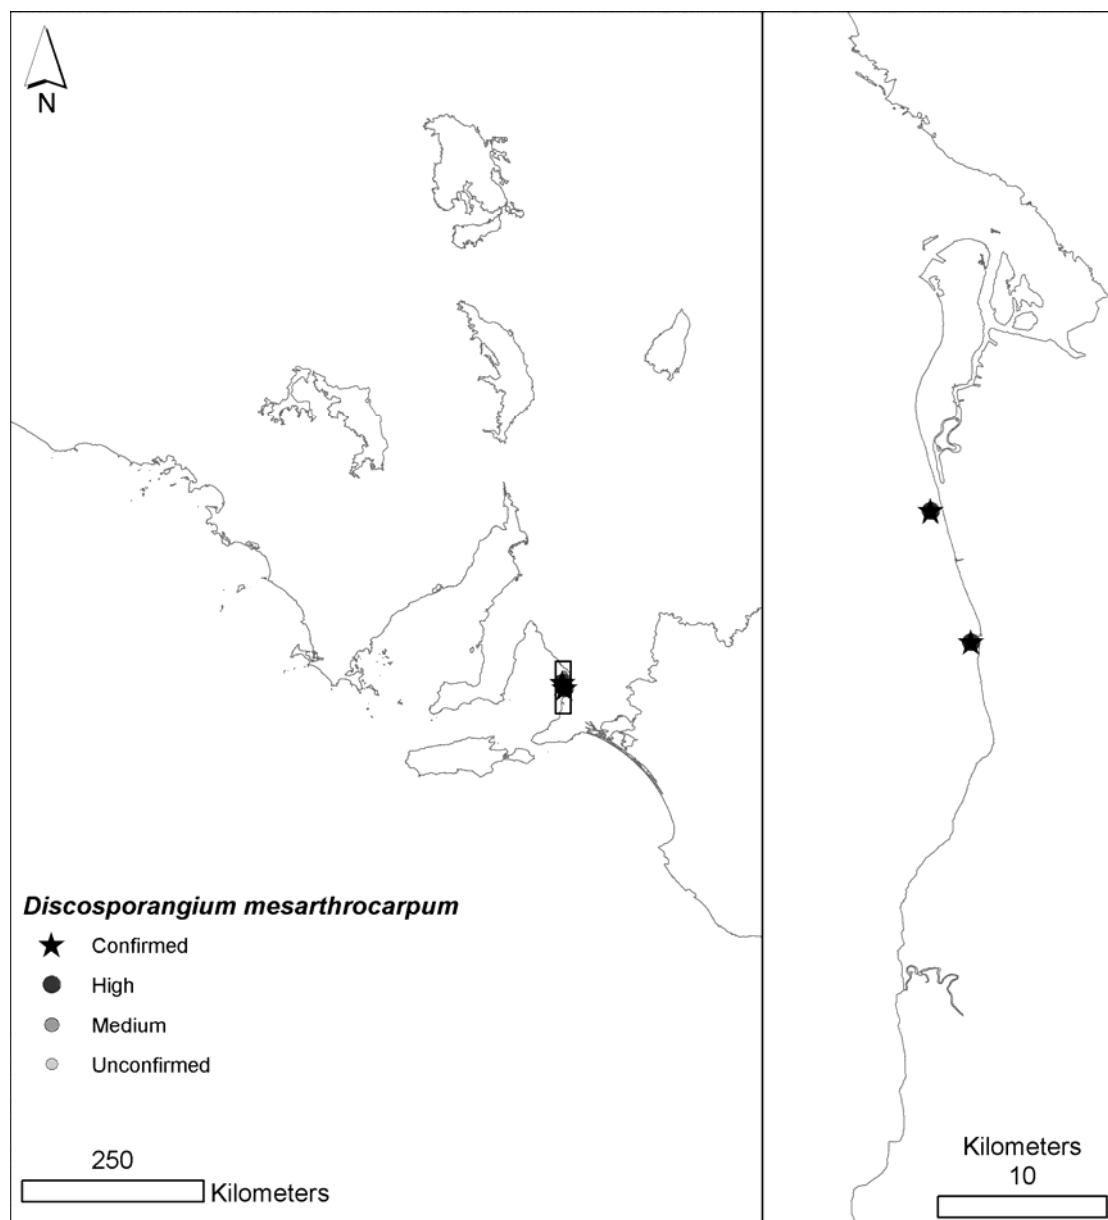 N
Discosporangium mesarthrocarpum
Confirmed
High
Medium
Unconfirmed
250
Kilometers
Kilometers
10